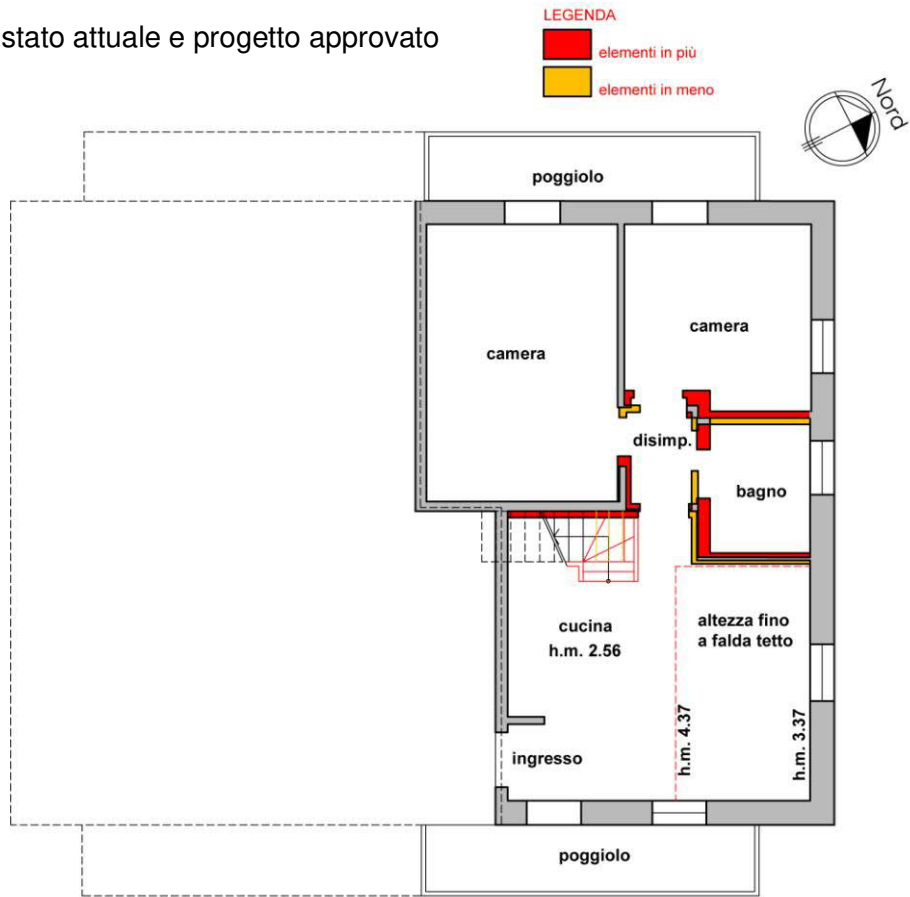 stato attuale e progetto approvato
LEGENDA
elementi in più
elementi in meno
Nord
poggiolo
camera
camera
disimp.
bagno
cucina
h.m. 2.56
altezza fino
a falda tetto
h.m. 4.37
h.m. 3.37
ingresso
poggiolo